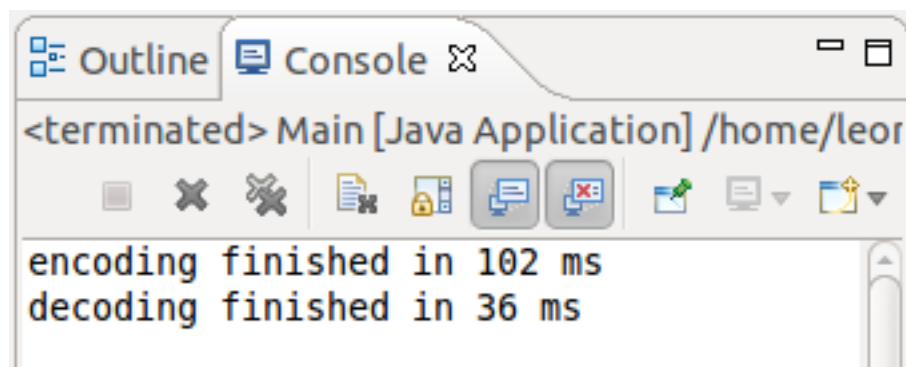 Outline Console
<terminated> Main [Java Application] /home/leor
encoding finished in 102 ms
decoding finished in 36 ms